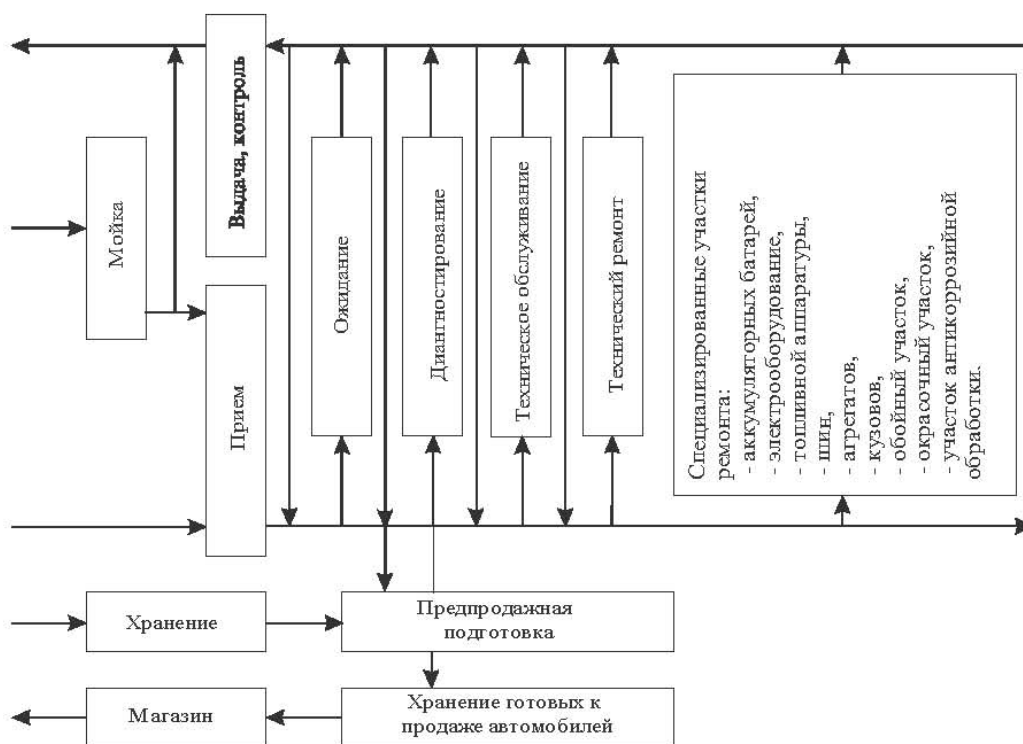 Мойка
Выдача, контроль
Прием
Ожидание
Диангностирование
Техническое обслуживание
Технический ремонт
Специализированные участки
ремонта:
- аккумуляторных батарей,
- электрооборудование,
- топливной аппаратуры,
- шин,
- агрегатов,
- кузовов,
- обойный участок,
- окрасочный участок,
- участок антикоррозийной
обработки.
Хранение
Предпродажная
подготовка
Магазин
Хранение готовых к
продаже автомобилей